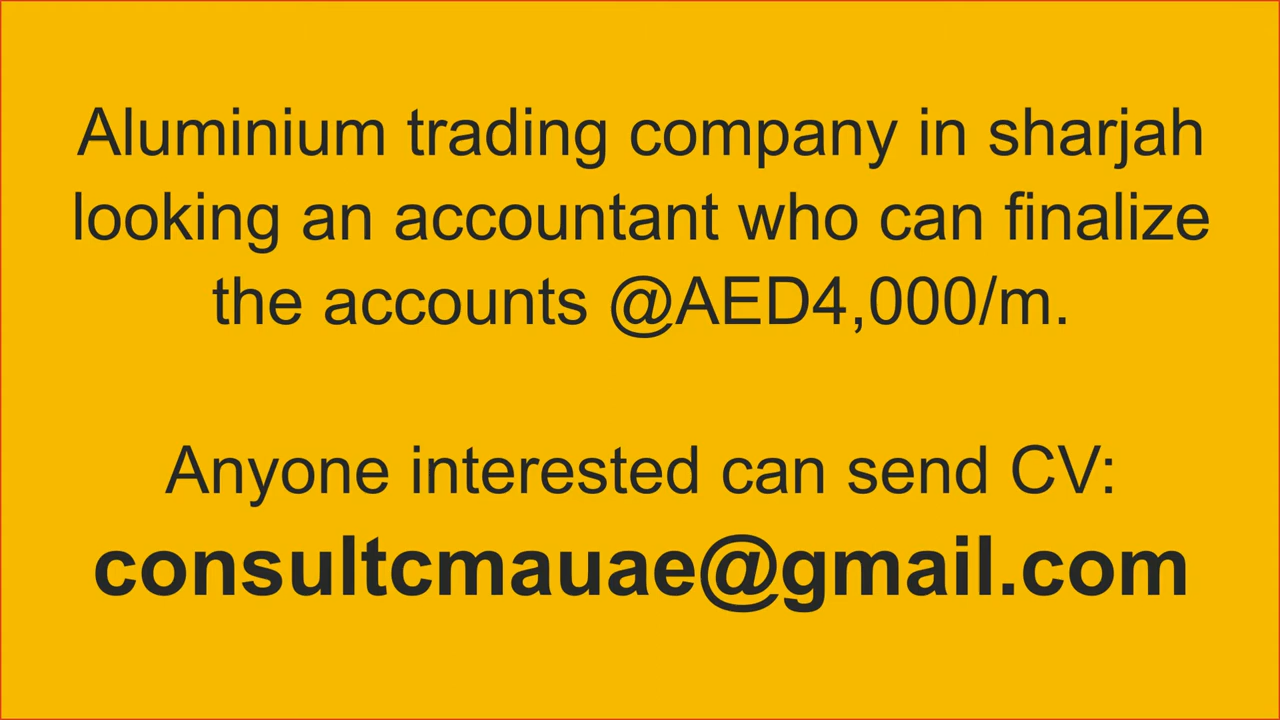 Aluminium trading company in sharjah
looking an accountant who can finalize
the accounts @AED4,000/m.
Anyone interested can send CV:
consultcmauae@gmail.com